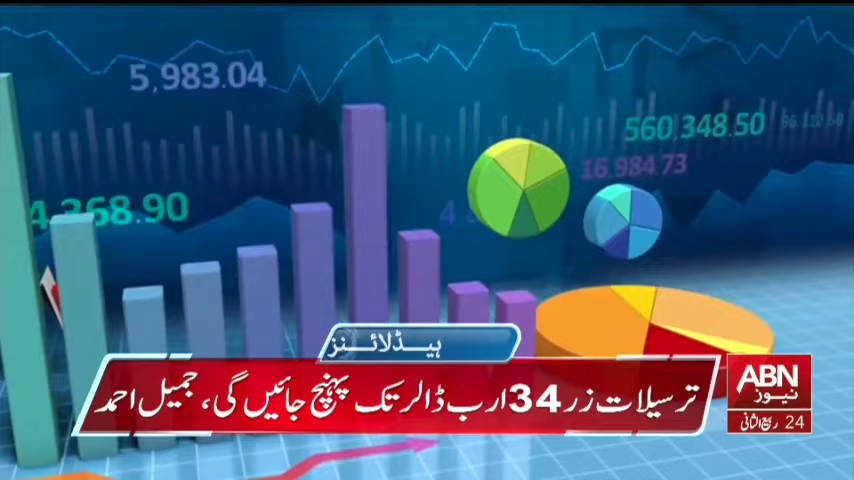 5,983.04
560,348.50
16,984.73
4,368.90
ہیڈلائنز
ترسیلات زر 34 ارب ڈالر تک پہنچ جائیں گی، جمیل احمد
ABN
نیوز
24 ربیع الثانی